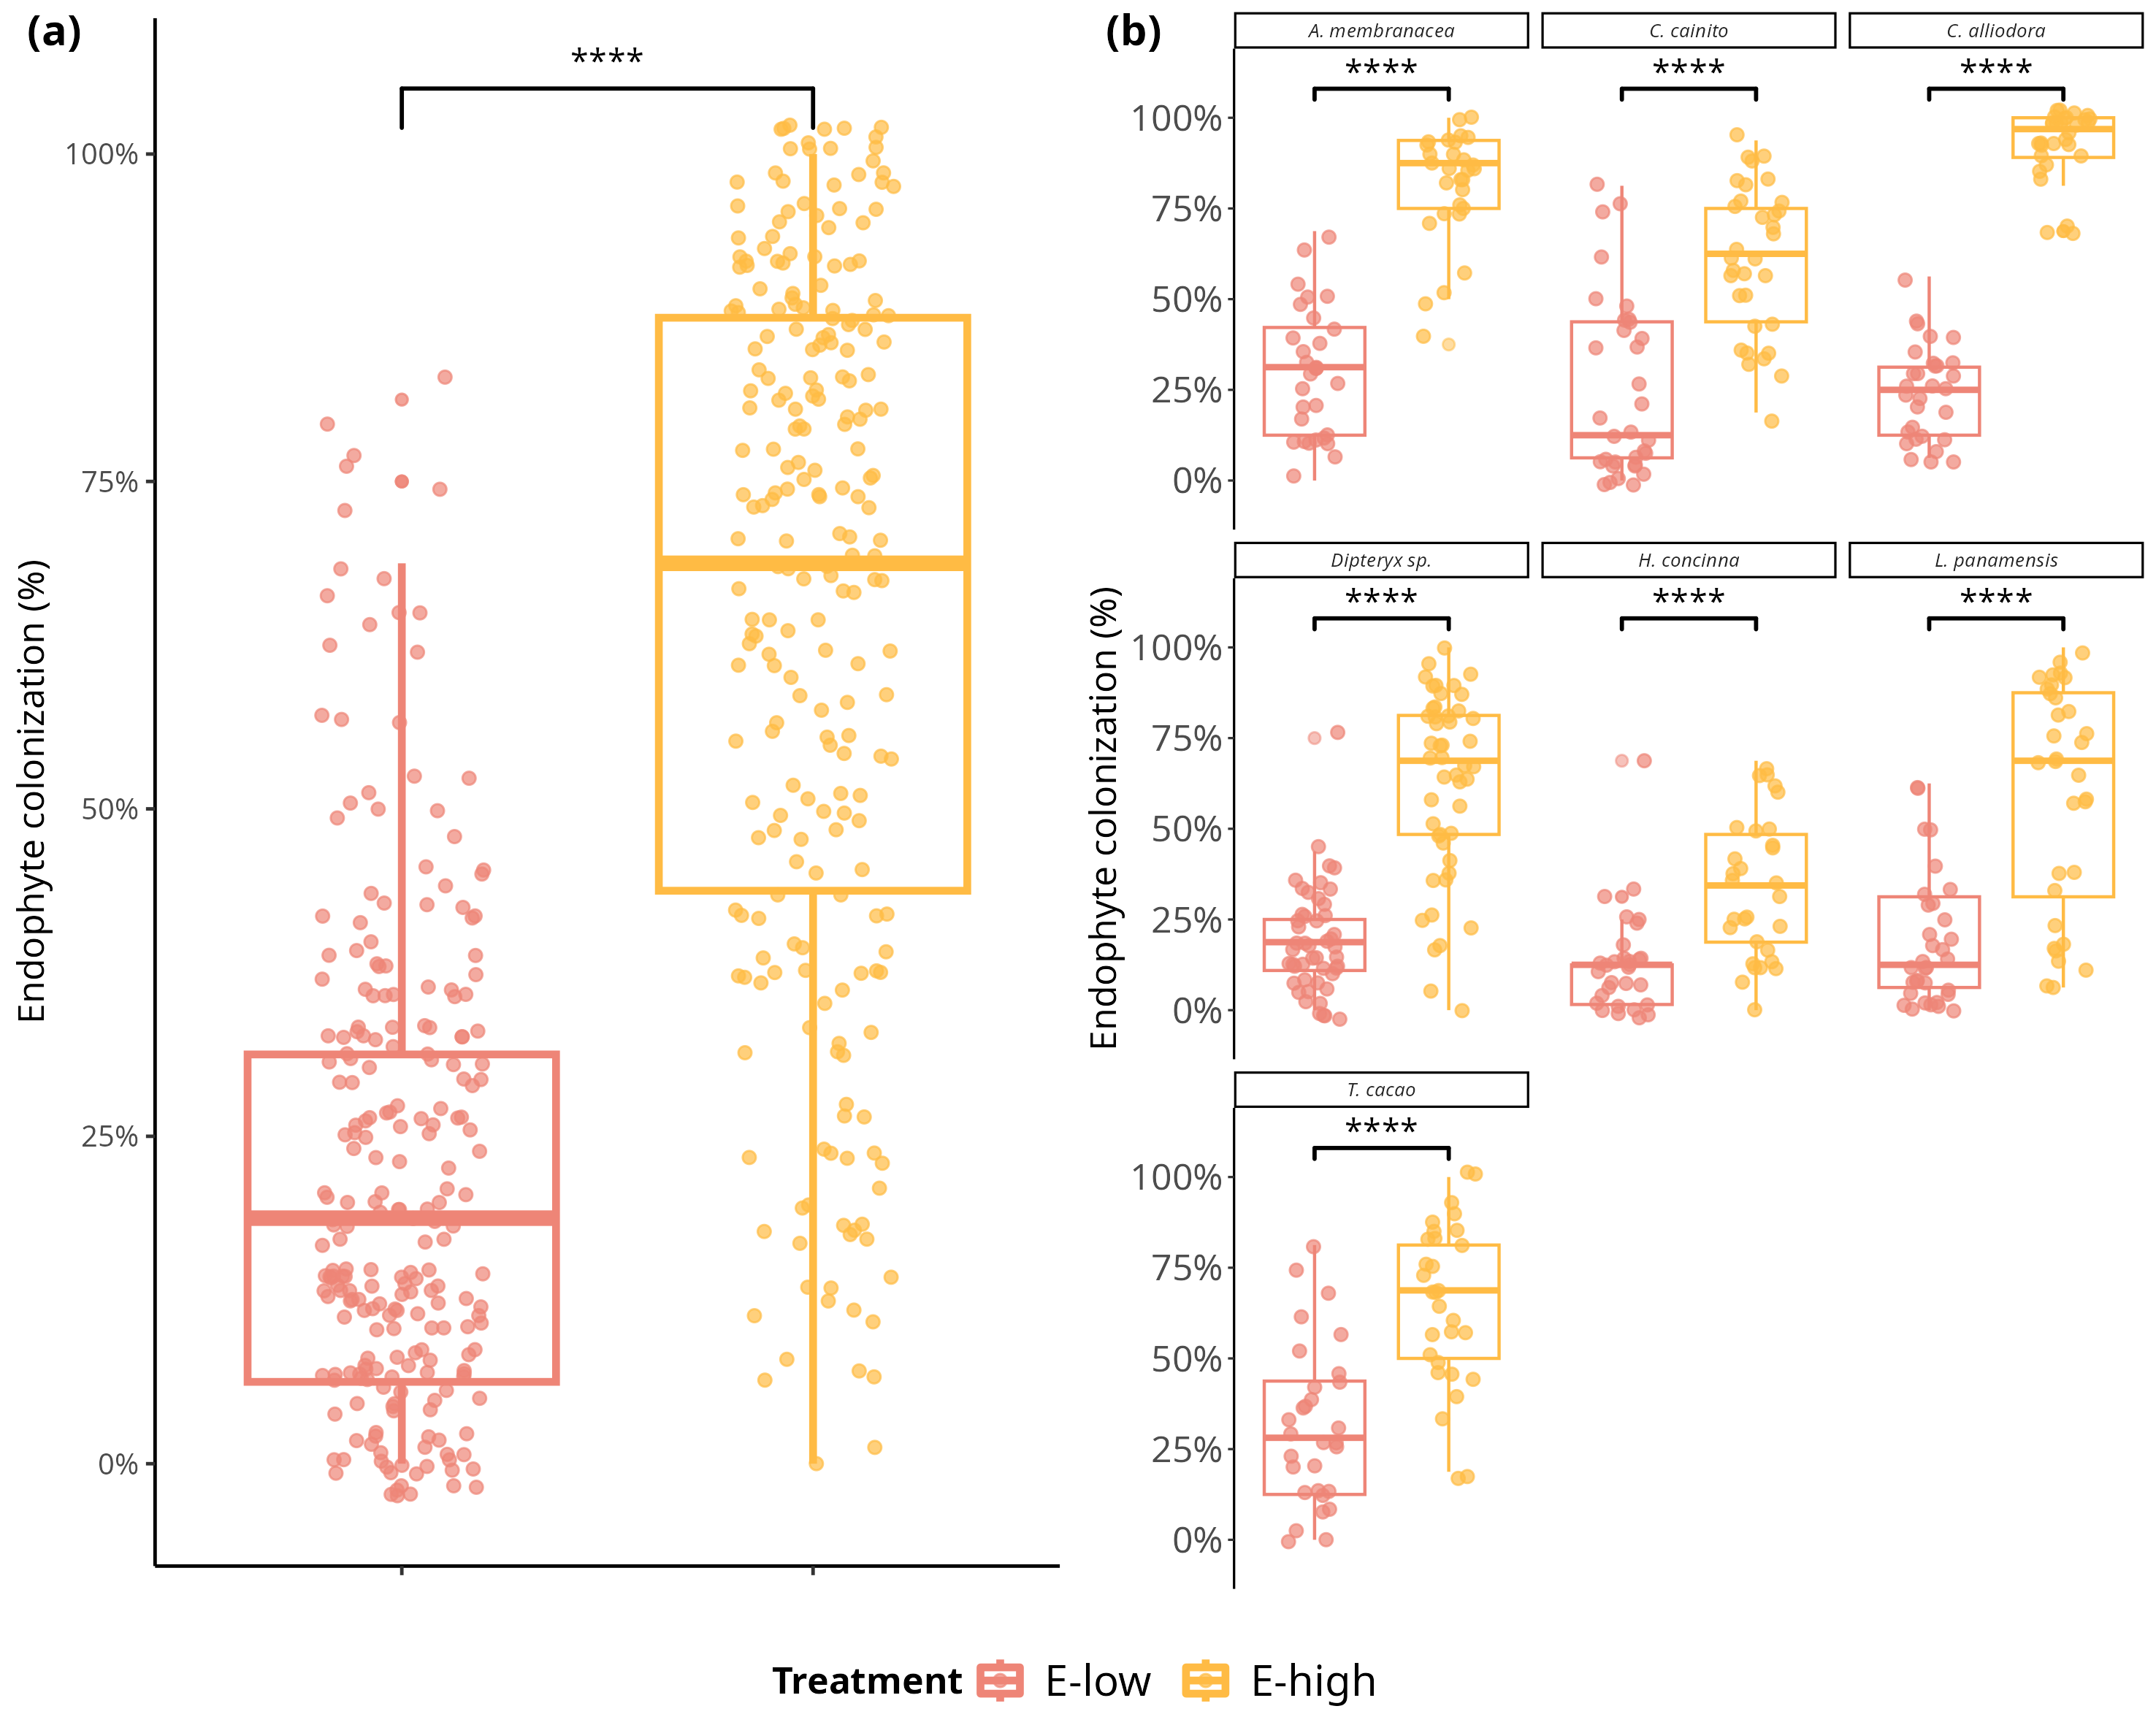 (a)
Endophyte colonization (%)
100%
75%
50%
25%
0%
****
(b)
Endophyte colonization (%)
A. membranacea
C. cainito
C. alliodora
****
****
****
100%
75%
50%
25%
0%
Dipteryx sp.
H. concinna
L. panamensis
****
****
****
100%
75%
50%
25%
0%
T. cacao
****
100%
75%
50%
25%
0%
Treatment E-low E-high